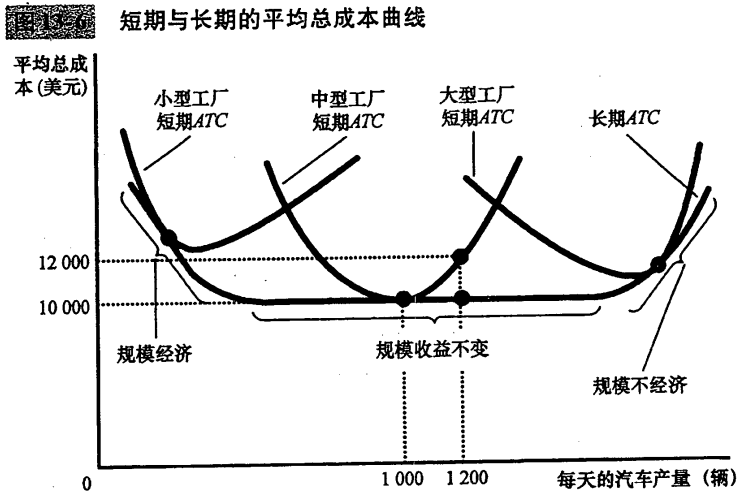 图 13-6 短期与长期的平均总成本曲线
平均总成
本(美元)
小型工厂
短期ATC
中型工厂
短期ATC
大型工厂
短期ATC
长期ATC
12 000
10 000
规模经济
规模收益不变
规模不经济
0
1 000
1 200
每天的汽车产量（辆）